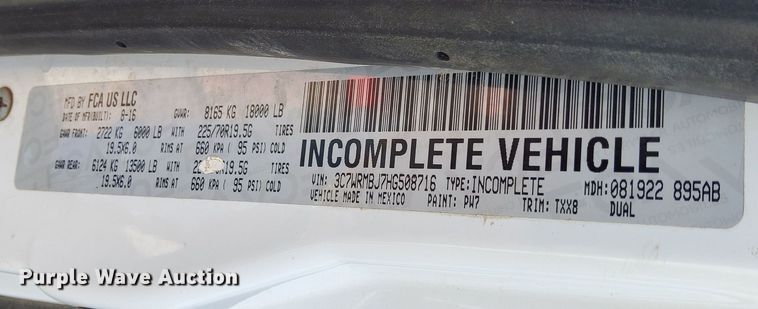 MFD BY FCA US LLC
DATE OF MFR(BUILT): 8-16 GVWR: 8165 KG 18000 LB
GAWR FRONT: 2722 KG 6000 LB WITH 225/70R19.5G TIRES
19.5X6.0 RIMS AT 660 KPA ( 95 PSI) COLD
GAWR REAR: 6124 KG 13500 LB WITH R19.5G TIRES
19.5X6.0 RIMS AT 660 KPA ( 95 PSI) COLD
INCOMPLETE VEHICLE
VIN: 3C7WRMBJ7HG508716 TYPE: INCOMPLETE MDH: 081922 895AB
VEHICLE MADE IN MEXICO PAINT: PW7 TRIM: TXX8 DUAL
Purple Wave Auction